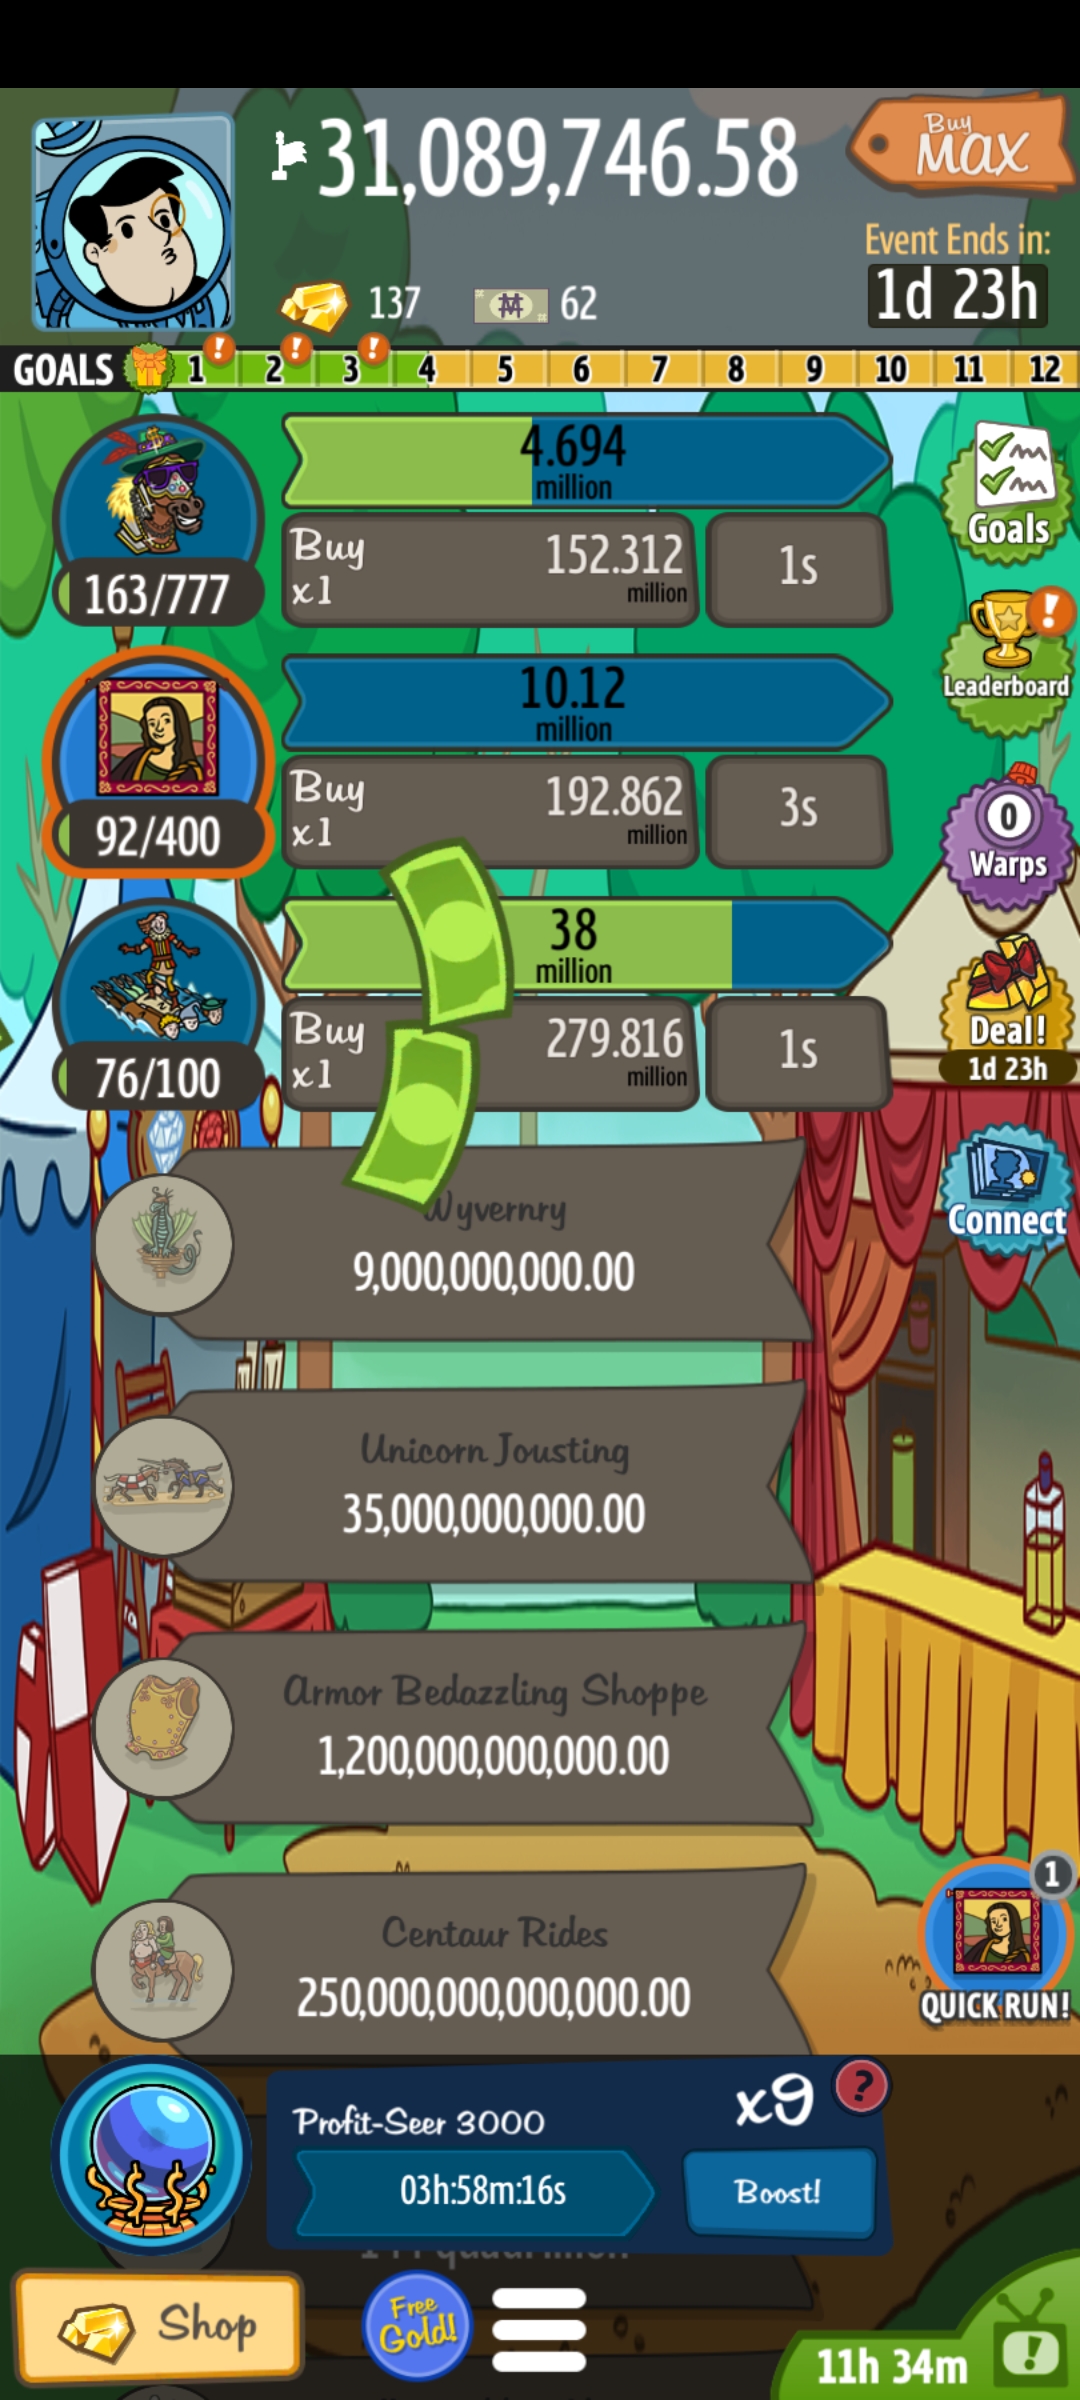 31,089,746.58
Buy
MAX
Event Ends in:
1d 23h
137
62
GOALS 1 ! 2 ! 3 ! 4 5 6 7 8 9 10 11 12
4.694
million
Buy
x1
152.312
million
1s
163/777
Goals
10.12
million
Buy
x1
192.862
million
3s
92/400
!
Leaderboard
0
Warps
38
million
Buy
x1
279.816
million
1s
76/100
Deal!
1d 23h
Wyvernry
9,000,000,000.00
Connect
Unicorn Jousting
35,000,000,000.00
Armor Bedazzling Shoppe
1,200,000,000,000.00
Centaur Rides
250,000,000,000,000.00
1
QUICK RUN!
Profit-Seer 3000
x9
?
03h:58m:16s
Boost!
Shop
Free
Gold!
11h 34m
!